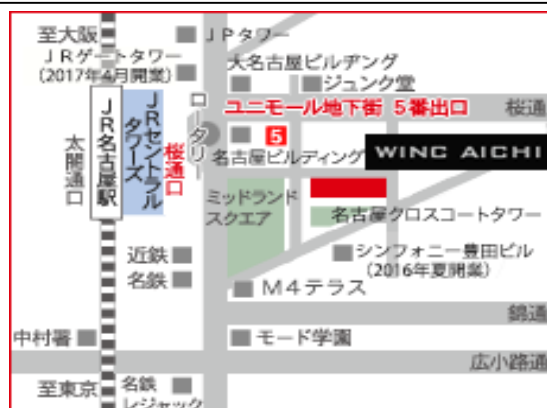 至大阪
JPタワー
JRゲートタワー
(2017年4月開業)
大名古屋ビルヂング
ジュンク堂
ユニモール地下街 5番出口
桜通
ロータリー
5
名古屋ビルディング
WINC AICHI
JR名古屋駅
JRセントラル
タワーズ
桜通口
太閤通口
ミッドランド
スクエア
名古屋クロスコートタワー
シンフォニー豊田ビル
(2016年夏開業)
近鉄
名鉄
M4テラス
錦通
中村署
モード学園
広小路通
至東京
名鉄
レジャック